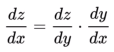 dz/dx = dz/dy · dy/dx